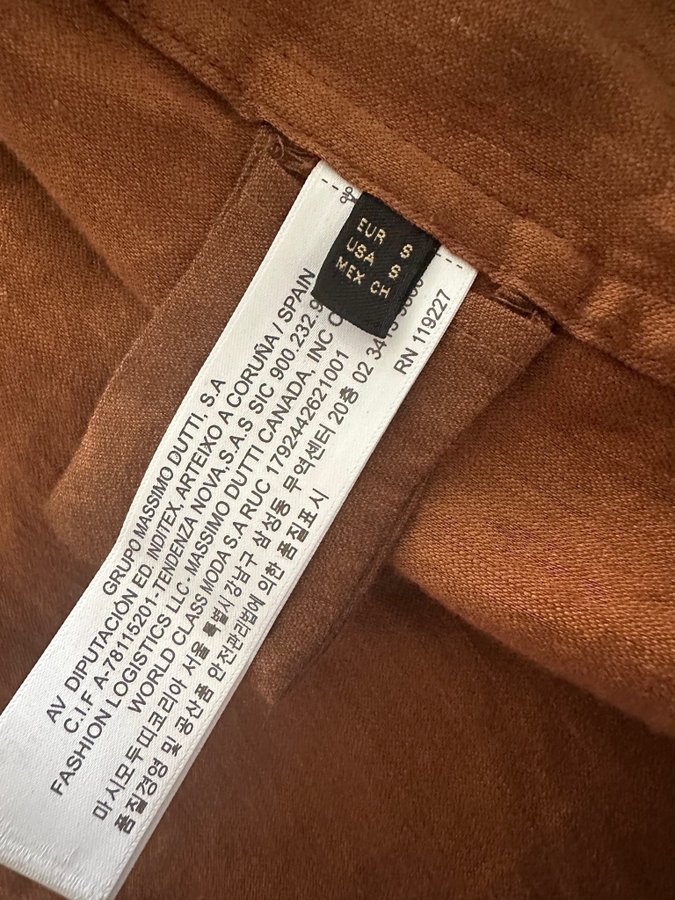 EUR S
USA S
MEX CH
GRUPO MASSIMO DUTTI, S.A
AV DIPUTACIÓN ED. INDITEX ARTEIXO A CORUÑA / SPAIN
C.I.F A-78115201 -TENDENZA NOVA,S.A.S SIC 900.232.9
FASHION LOGISTICS LLC - MASSIMO DUTTI CANADA, INC
WORLD CLASS MODA S.A RUC 1792442621001
마시모두띠코리아 서울 특별시 강남구 삼성동 무역센터 20층 02
품질경영 및 공산품 안전관리법에 의한 품질표시
RN 119227